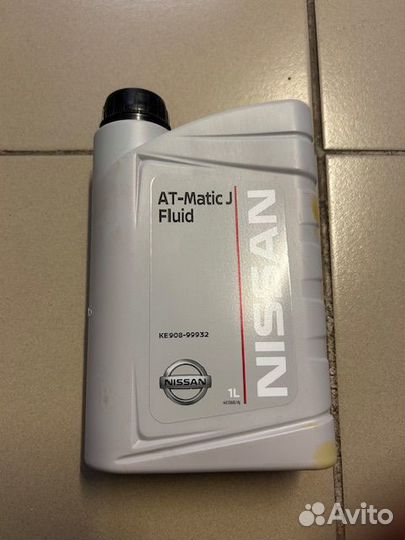 AT-Matic J
Fluid
NISSAN
KE908-99932
NISSAN
1L
Avito